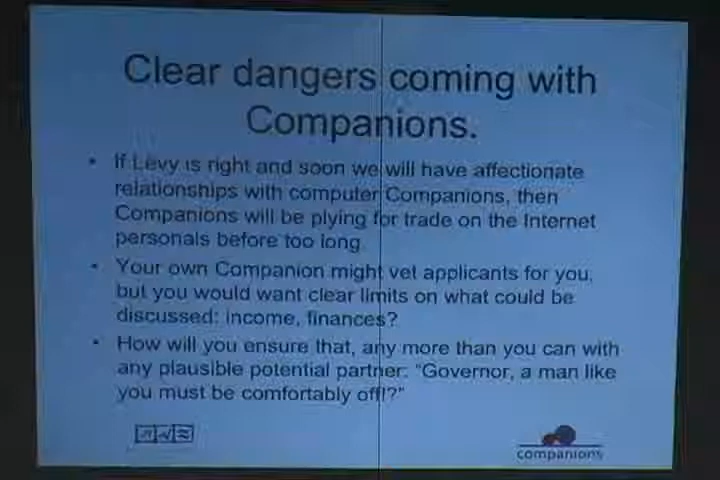 Clear dangers coming with
Companions.
• If Levy is right and soon we will have affectionate
relationships with computer Companions, then
Companions will be plying for trade on the Internet
personals before too long.
• Your own Companion might vet applicants for you,
but you would want clear limits on what could be
discussed: income, finances?
• How will you ensure that, any more than you can with
any plausible potential partner: "Governor, a man like
you must be comfortably off!?"
companions